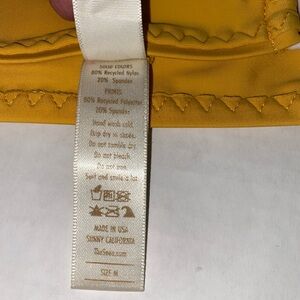 SOLID COLORS
80% Recycled Nylon
20% Spandex
PRINTS
80% Recycled Polyester
20% Spandex
Hand wash cold.
Drip dry in shade.
Do not tumble dry.
Do not bleach.
Do not iron.
Surf and smile a lot.
MADE IN USA
SUNNY CALIFORNIA
SIZE M